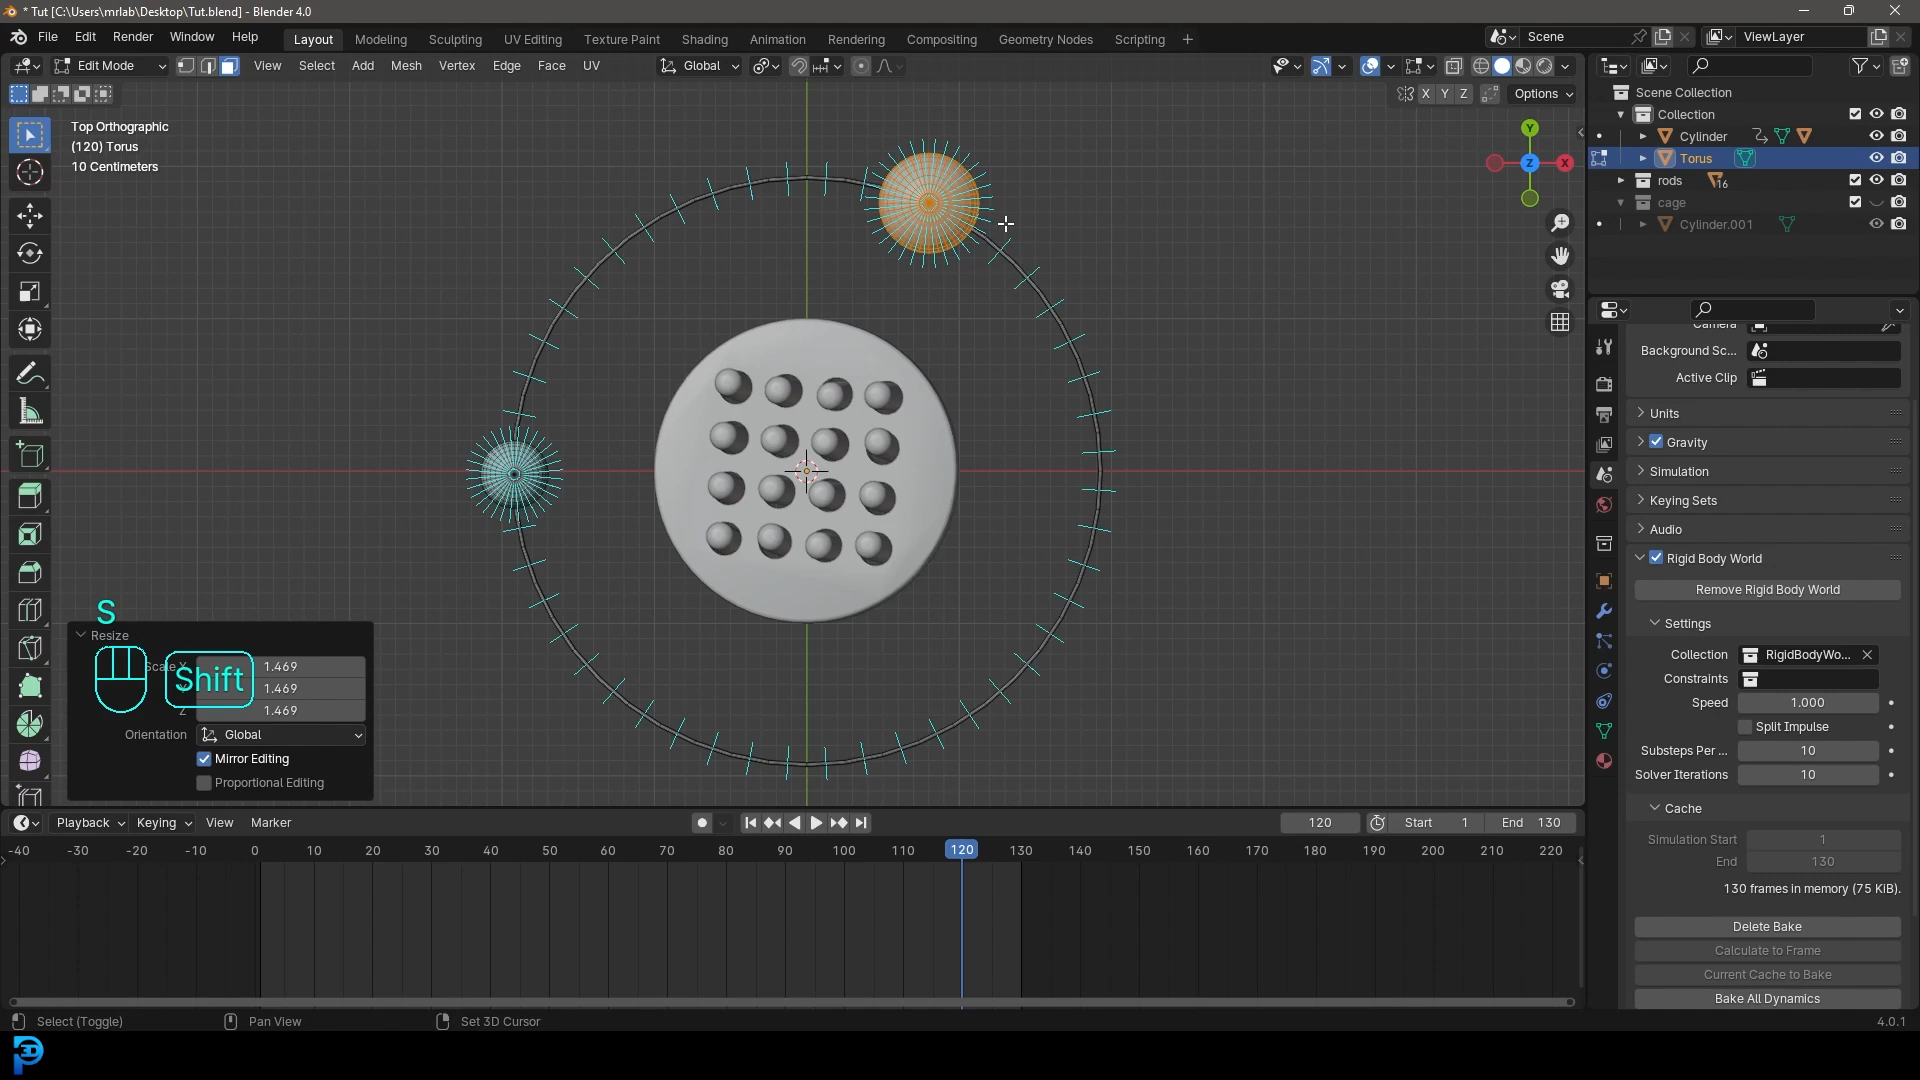 * Tut [C:\Users\mrlab\Desktop\Tut.blend] - Blender 4.0
File Edit Render Window Help Layout Modeling Sculpting UV Editing Texture Paint Shading Animation Rendering Compositing Geometry Nodes Scripting + Scene ViewLayer
Edit Mode View Select Add Mesh Vertex Edge Face UV Global
X Y Z Options
Top Orthographic
(120) Torus
10 Centimeters
Y
Z X
Scene Collection
Collection
Cylinder
Torus
rods 16
cage
Cylinder.001
Background Sc...
Active Clip
Units
Gravity
Simulation
Keying Sets
Audio
Rigid Body World
Remove Rigid Body World
Settings
Collection RigidBodyWo...
Constraints
Speed 1.000
Split Impulse
Substeps Per ... 10
Solver Iterations 10
Cache
Simulation Start 1
End 130
130 frames in memory (75 KiB).
Delete Bake
Calculate to Frame
Current Cache to Bake
Bake All Dynamics
S
Resize
Scale X 1.469
Shift
1.469
Z 1.469
Orientation Global
Mirror Editing
Proportional Editing
Playback Keying View Marker 120 Start 1 End 130
-40 -30 -20 -10 0 10 20 30 40 50 60 70 80 90 100 110 120 130 140 150 160 170 180 190 200 210 220
Select (Toggle) Pan View Set 3D Cursor 4.0.1
3D